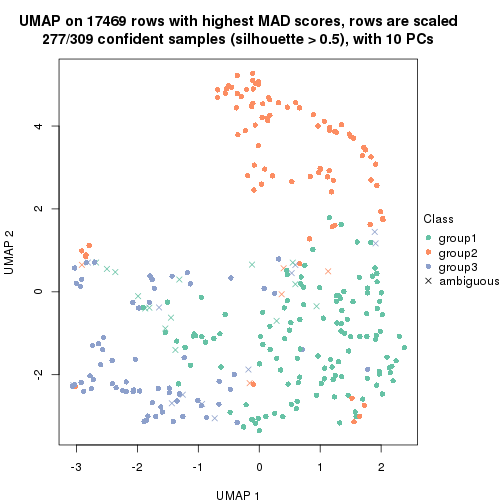 UMAP on 17469 rows with highest MAD scores, rows are scaled
277/309 confident samples (silhouette > 0.5), with 10 PCs
4
2
0
-2
UMAP 2
-3 -2 -1 0 1 2
UMAP 1
Class
group1
group2
group3
ambiguous